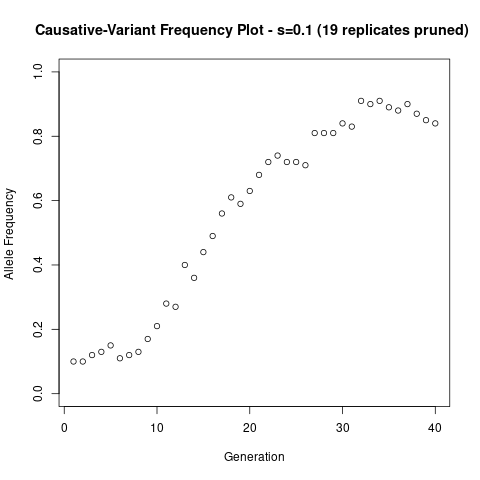 Causative-Variant Frequency Plot - s=0.1 (19 replicates pruned)
1.0
0.8
0.6
0.4
0.2
0.0
Allele Frequency
0 10 20 30 40
Generation